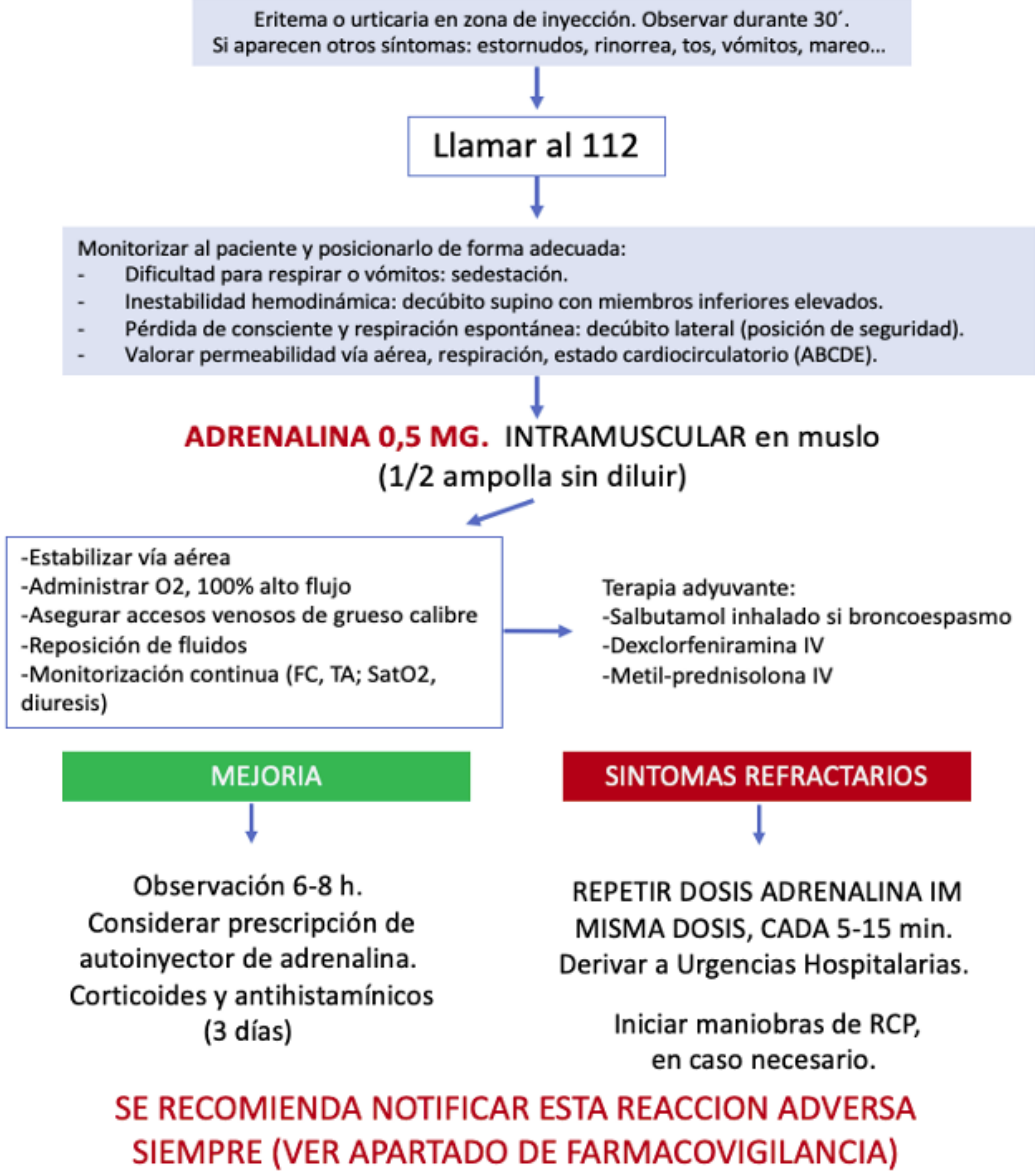 Eritema o urticaria en zona de inyección. Observar durante 30´.
Si aparecen otros síntomas: estornudos, rinorrea, tos, vómitos, mareo...
Llamar al 112
Monitorizar al paciente y posicionarlo de forma adecuada:
- Dificultad para respirar o vómitos: sedestación.
- Inestabilidad hemodinámica: decúbito supino con miembros inferiores elevados.
- Pérdida de consciente y respiración espontánea: decúbito lateral (posición de seguridad).
- Valorar permeabilidad vía aérea, respiración, estado cardiocirculatorio (ABCDE).
ADRENALINA 0,5 MG. INTRAMUSCULAR en muslo
(1/2 ampolla sin diluir)
-Estabilizar vía aérea
-Administrar O2, 100% alto flujo
-Asegurar accesos venosos de grueso calibre
-Reposición de fluidos
-Monitorización continua (FC, TA; SatO2,
diuresis)
Terapia adyuvante:
-Salbutamol inhalado si broncoespasmo
-Dexclorfeniramina IV
-Metil-prednisolona IV
MEJORIA
Observación 6-8 h.
Considerar prescripción de
autoinyector de adrenalina.
Corticoides y antihistamínicos
(3 días)
SINTOMAS REFRACTARIOS
REPETIR DOSIS ADRENALINA IM
MISMA DOSIS, CADA 5-15 min.
Derivar a Urgencias Hospitalarias.
Iniciar maniobras de RCP,
en caso necesario.
SE RECOMIENDA NOTIFICAR ESTA REACCION ADVERSA
SIEMPRE (VER APARTADO DE FARMACOVIGILANCIA)